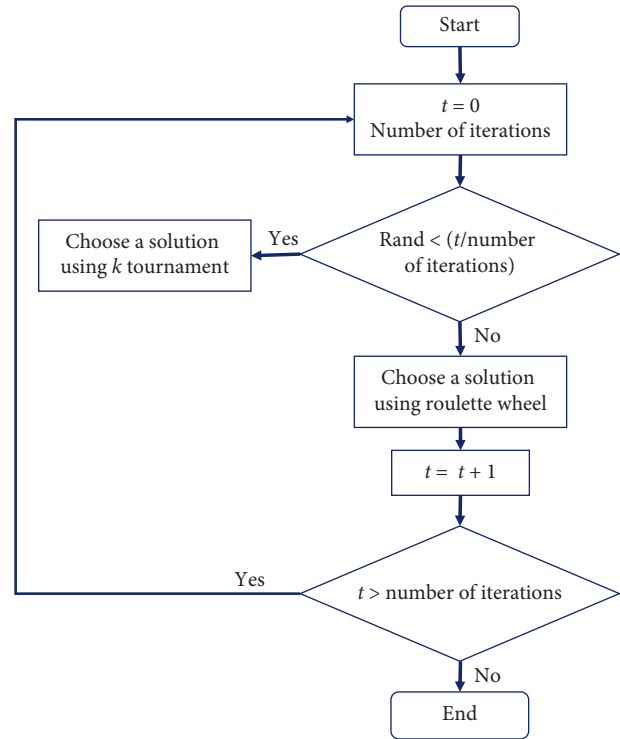 Start
t = 0
Number of iterations
Rand < (t/number
of iterations)
Yes
Choose a solution
using k tournament
No
Choose a solution
using roulette wheel
t = t + 1
t > number of iterations
Yes
No
End